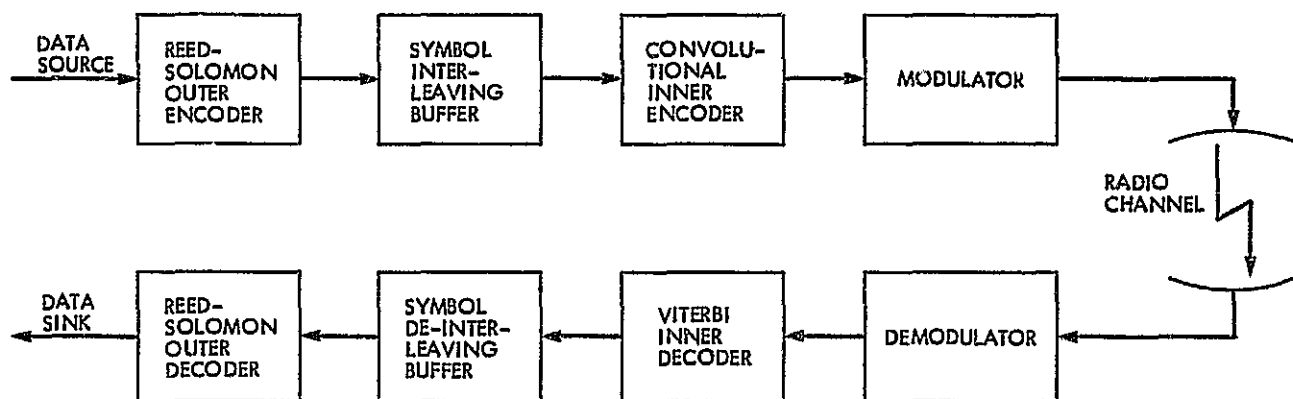 DATA
SOURCE
REED-
SOLOMON
OUTER
ENCODER
SYMBOL
INTER-
LEAVING
BUFFER
CONVOLU-
TIONAL
INNER
ENCODER
MODULATOR
RADIO
CHANNEL
DATA
SINK
REED-
SOLOMON
OUTER
DECODER
SYMBOL
DE-INTER-
LEAVING
BUFFER
VITERBI
INNER
DECODER
DEMODULATOR